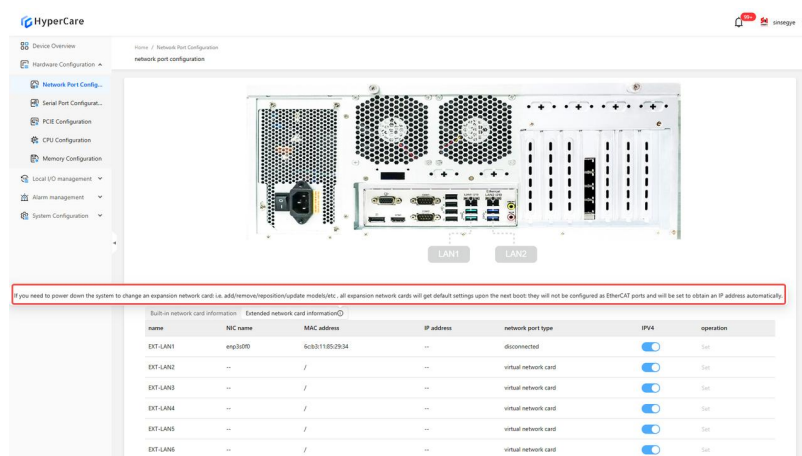 HyperCare
99+
sinsegye
Device Overview
Hardware Configuration
Network Port Config...
Serial Port Configurat...
PCIE Configuration
CPU Configuration
Memory Configuration
Local I/O management
Alarm management
System Configuration
Home / Network Port Configuration
network port configuration
LAN1 LAN2
If you need to power down the system to change an expansion network card: i.e. add/remove/reposition/update models/etc , all expansion network cards will get default settings upon the next boot: they will not be configured as EtherCAT ports and will be set to obtain an IP address automatically.
Built-in network card information Extended network card information
name NIC name MAC address IP address network port type IPV4 operation
EXT-LAN1 enp3s0f0 6c:b3:11:85:29:34 -- disconnected Set
EXT-LAN2 -- / -- virtual network card Set
EXT-LAN3 -- / -- virtual network card Set
EXT-LAN4 -- / -- virtual network card Set
EXT-LAN5 -- / -- virtual network card Set
EXT-LAN6 -- / -- virtual network card Set